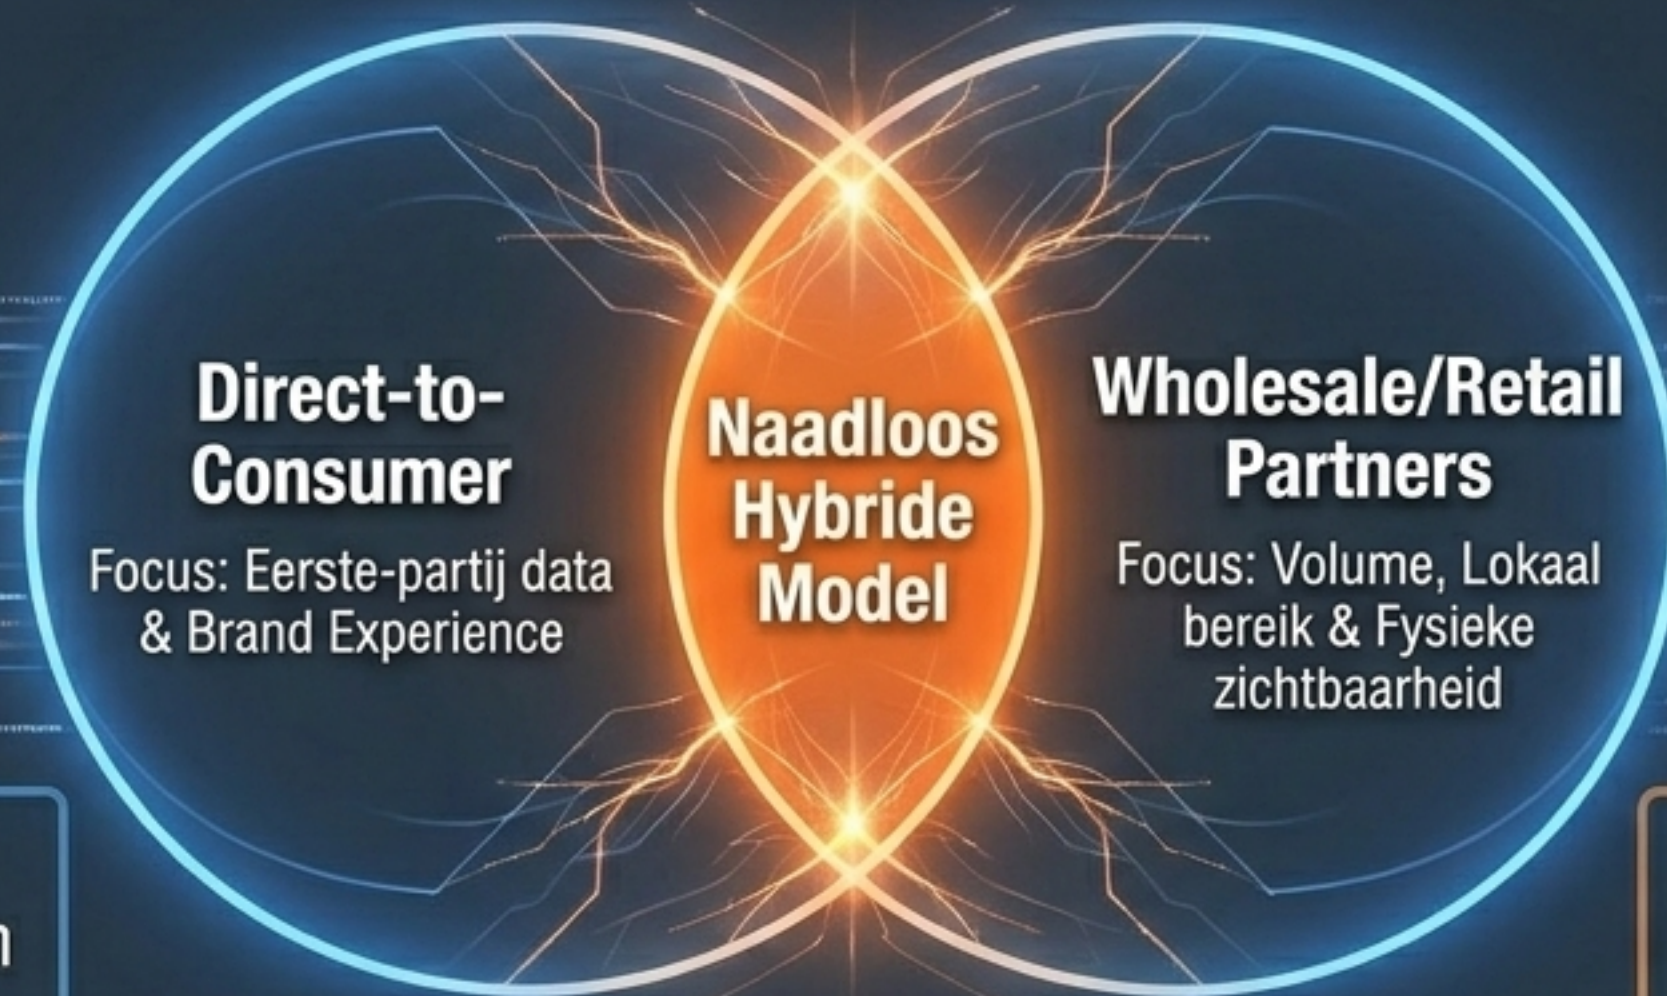 Direct-to-
Consumer
Focus: Eerste-partij data
& Brand Experience
Naadloos
Hybride
Model
Wholesale/Retail
Partners
Focus: Volume, Lokaal
bereik & Fysieke
zichtbaarheid